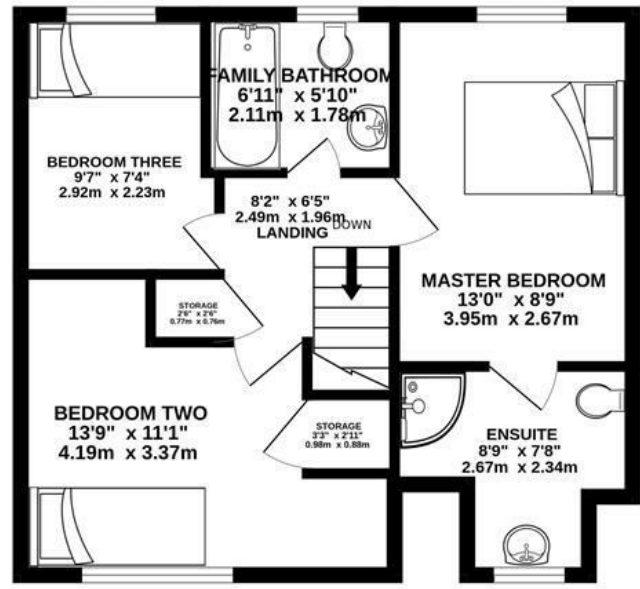 FAMILY BATHROOM
6'11" x 5'10"
2.11m x 1.78m
BEDROOM THREE
9'7" x 7'4"
2.92m x 2.23m
8'2" x 6'5"
2.49m x 1.96m
DOWN
LANDING
MASTER BEDROOM
13'0" x 8'9"
3.95m x 2.67m
STORAGE
2'6" x 2'6"
0.77m x 0.76m
BEDROOM TWO
13'9" x 11'1"
4.19m x 3.37m
STORAGE
3'3" x 2'11"
0.98m x 0.88m
ENSUITE
8'9" x 7'8"
2.67m x 2.34m